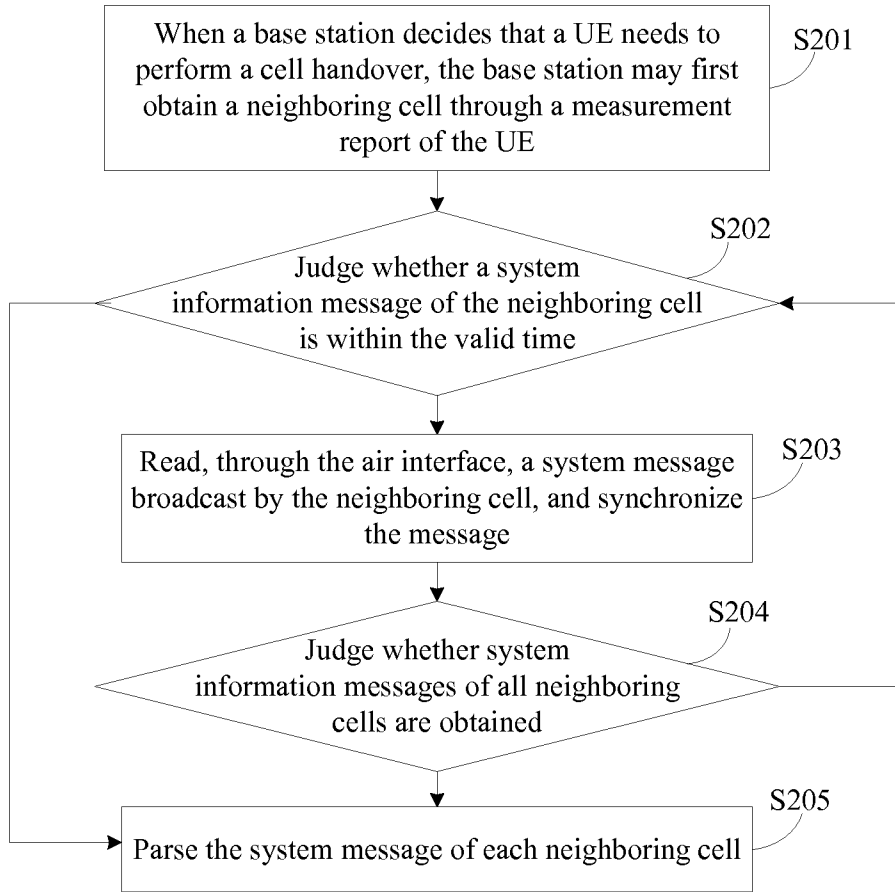 When a base station decides that a UE needs to
perform a cell handover, the base station may first
obtain a neighboring cell through a measurement
report of the UE
S201
Judge whether a system
information message of the neighboring cell
is within the valid time
S202
Read, through the air interface, a system message
broadcast by the neighboring cell, and synchronize
the message
S203
Judge whether system
information messages of all neighboring
cells are obtained
S204
Parse the system message of each neighboring cell
S205